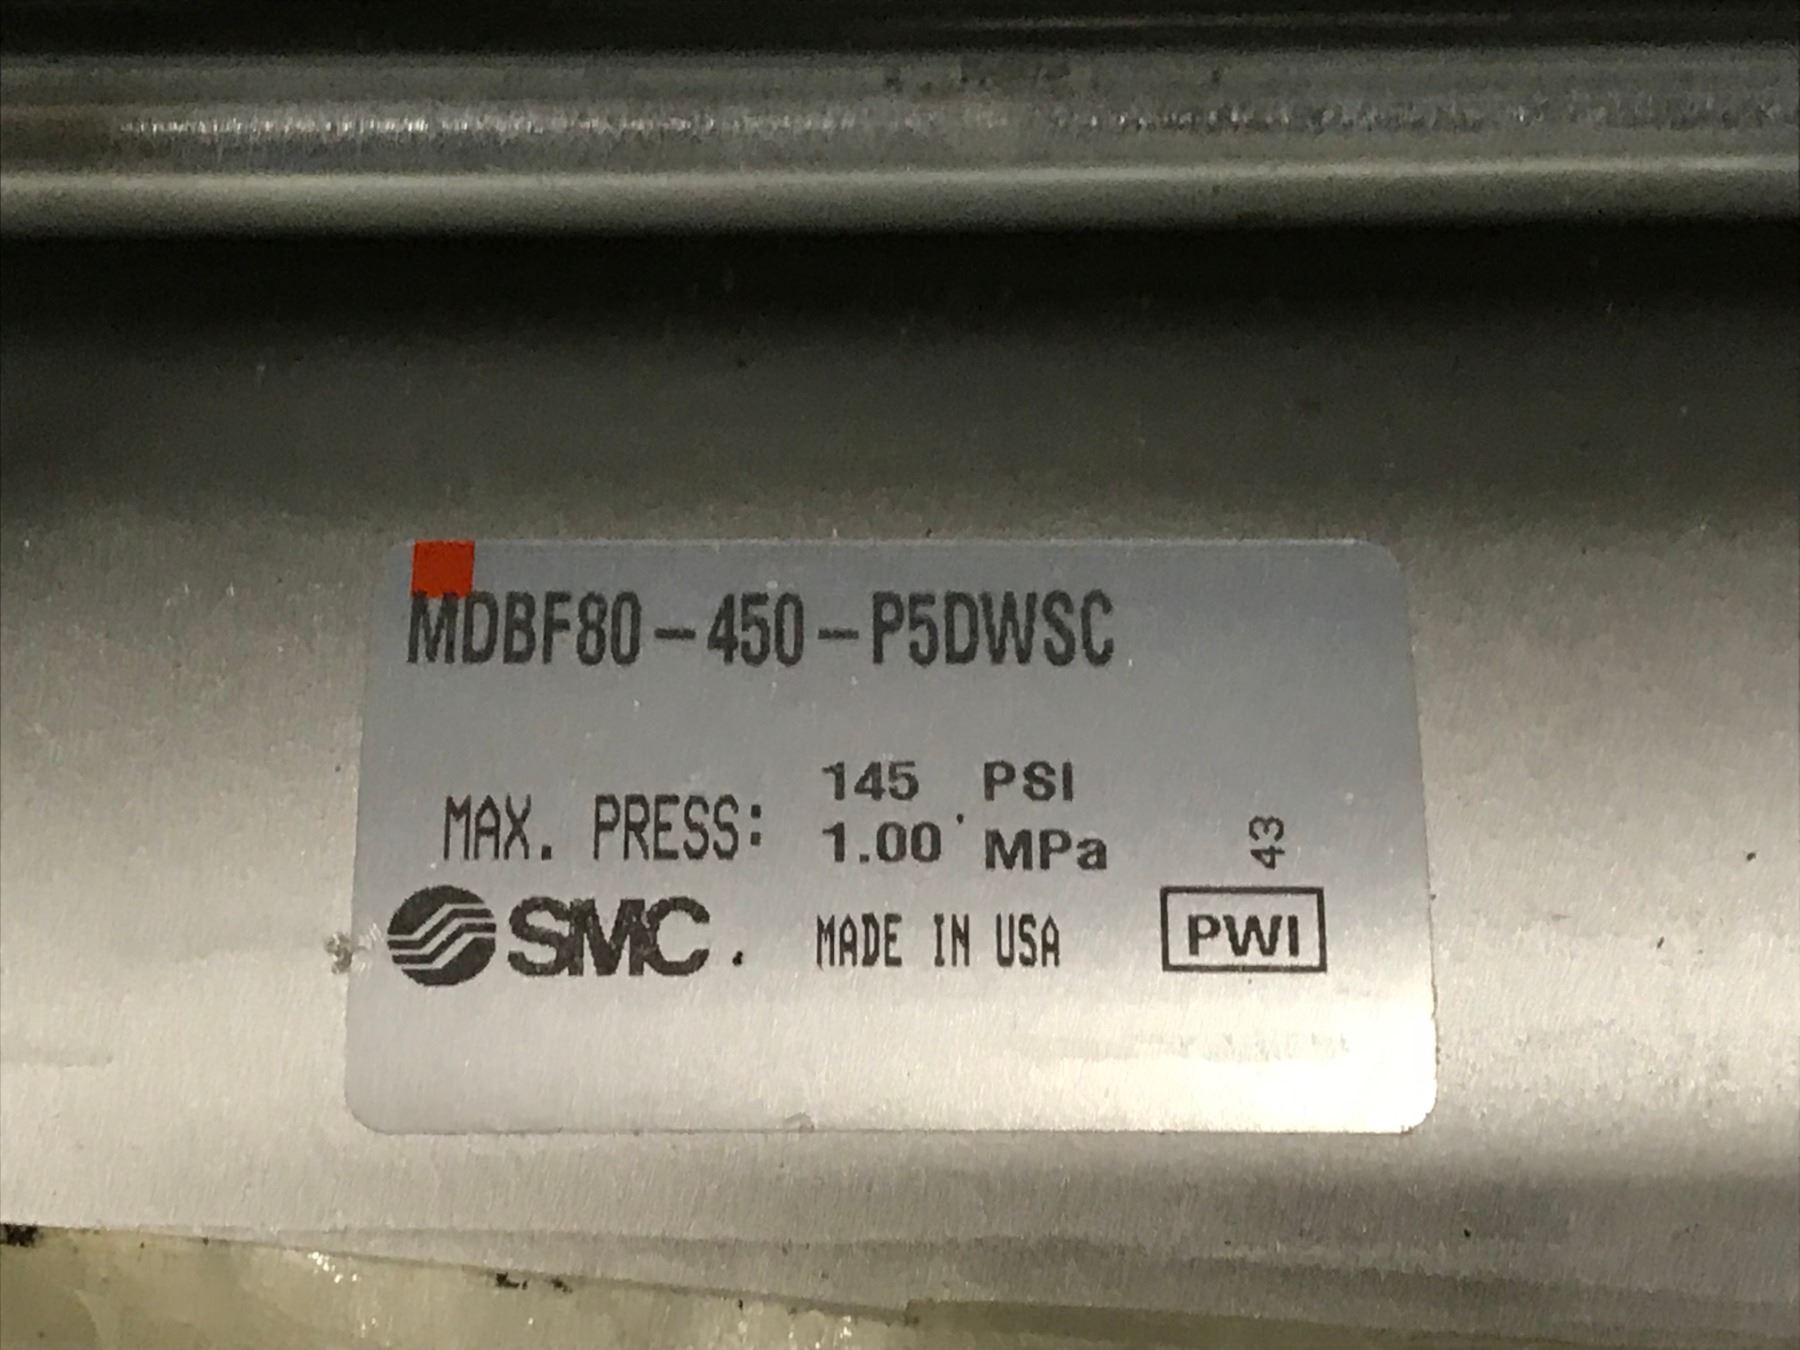 MDBF80-450-P5DWSC
MAX. PRESS: 145 PSI
1.00 MPa
43
SMC. MADE IN USA PWI